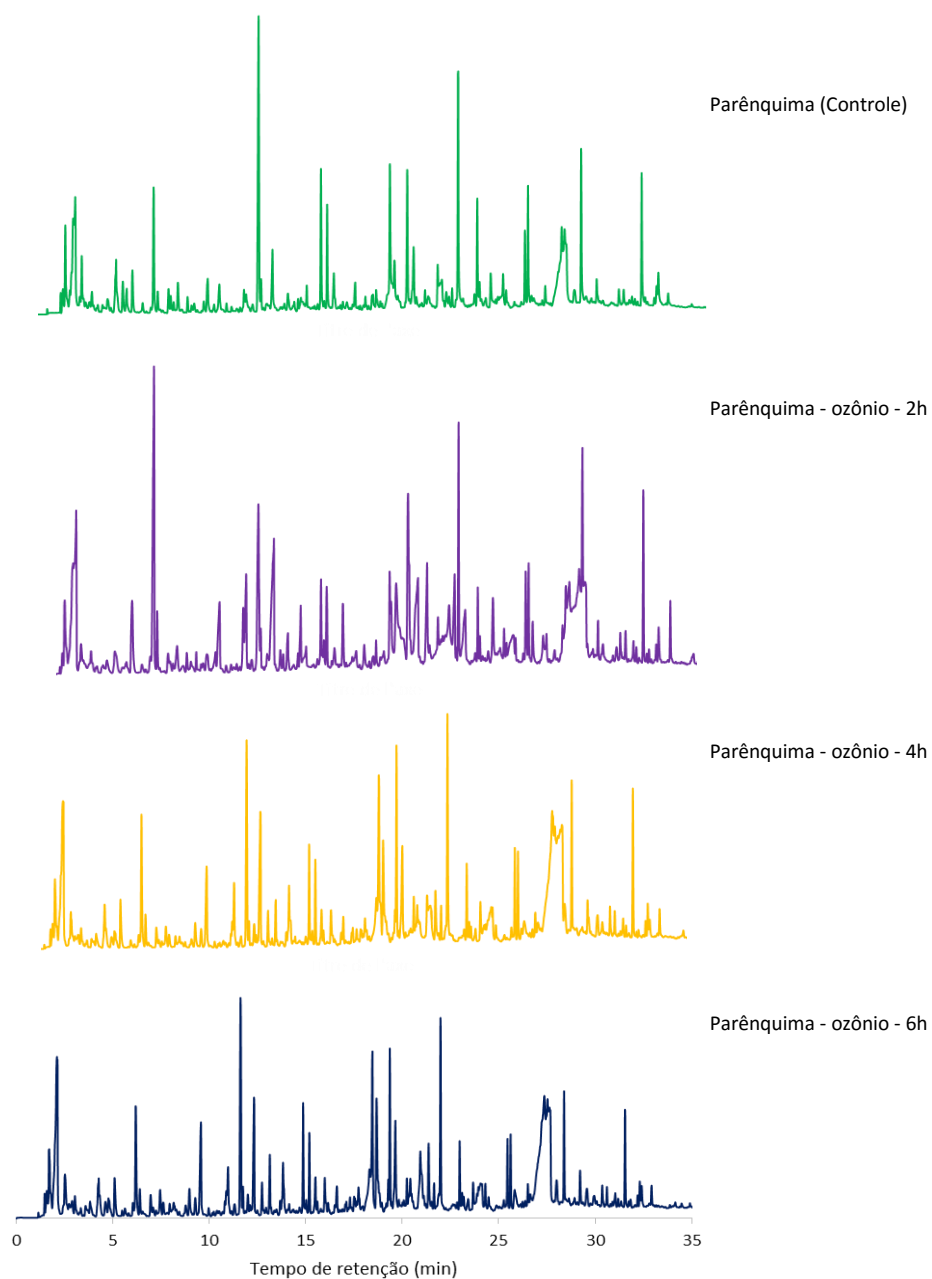 Parênquima (Controle)
Parênquima - ozônio - 2h
Parênquima - ozônio - 4h
Parênquima - ozônio - 6h
0 5 10 15 20 25 30 35
Tempo de retenção (min)